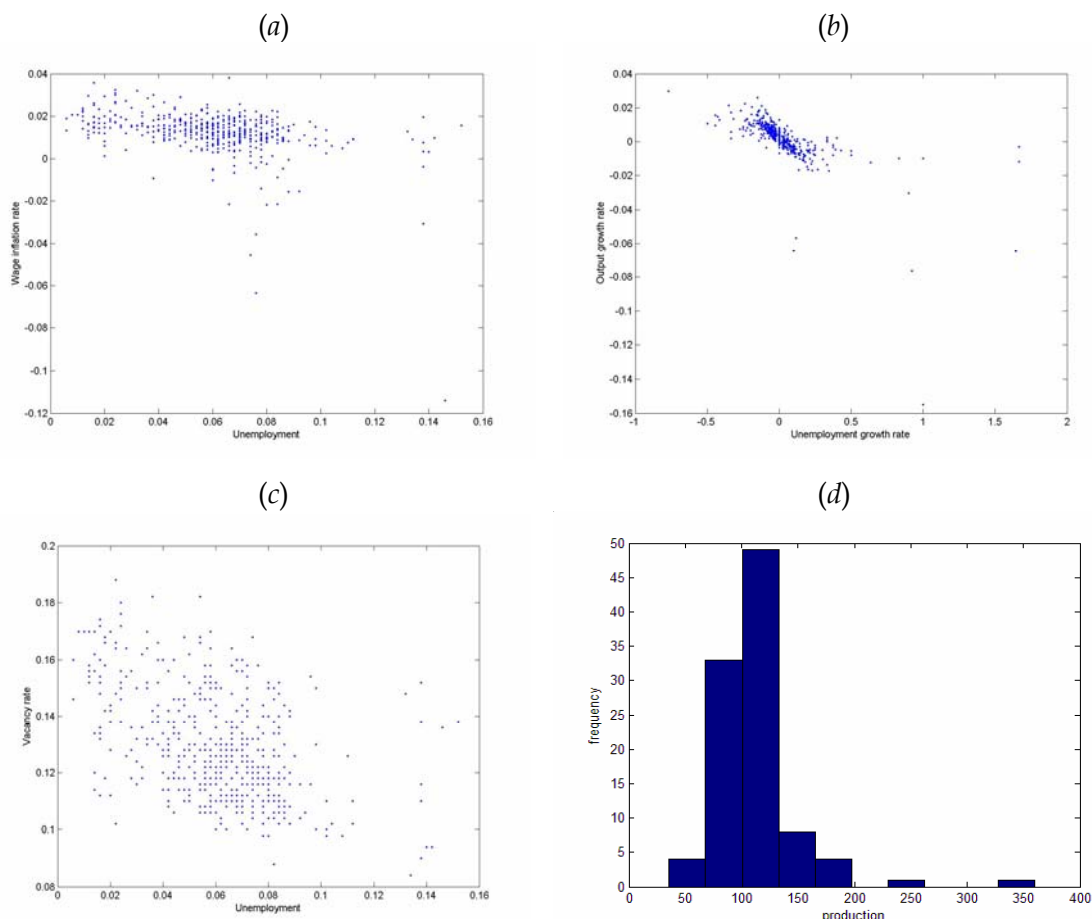 (a)
0.04
0.02
0
-0.02
-0.04
-0.06
-0.08
-0.1
-0.12
Wage inflation rate
0 0.02 0.04 0.06 0.08 0.1 0.12 0.14 0.16
Unemployment
(b)
0.04
0.02
0
-0.02
-0.04
-0.06
-0.08
-0.1
-0.12
-0.14
-0.16
Output growth rate
-1 -0.5 0 0.5 1 1.5 2
Unemployment growth rate
(c)
0.2
0.18
0.16
0.14
0.12
0.1
0.08
Vacancy rate
0 0.02 0.04 0.06 0.08 0.1 0.12 0.14 0.16
Unemployment
(d)
50
45
40
35
30
25
20
15
10
5
0
frequency
0 50 100 150 200 250 300 350 400
production